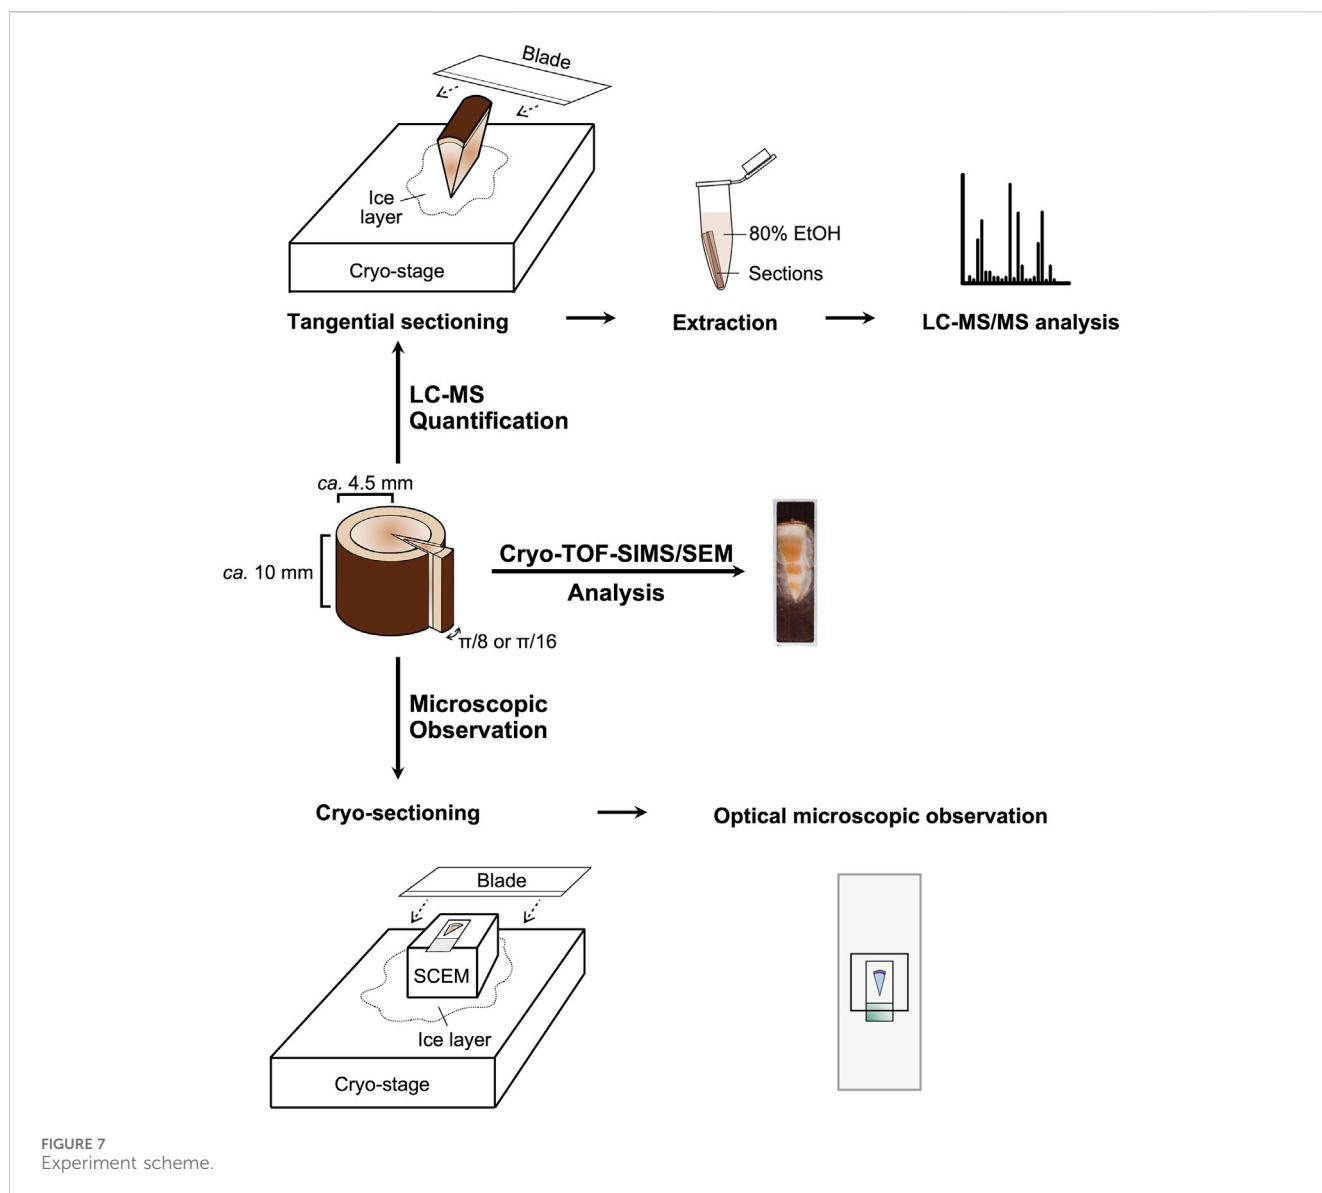 Blade
Ice
layer
Cryo-stage
80% EtOH
Sections
Tangential sectioning
Extraction
LC-MS/MS analysis
LC-MS
Quantification
ca. 4.5 mm
ca. 10 mm
Cryo-TOF-SIMS/SEM
Analysis
π/8 or π/16
Microscopic
Observation
Cryo-sectioning
Optical microscopic observation
Blade
SCEM
Ice layer
Cryo-stage
FIGURE 7
Experiment scheme.